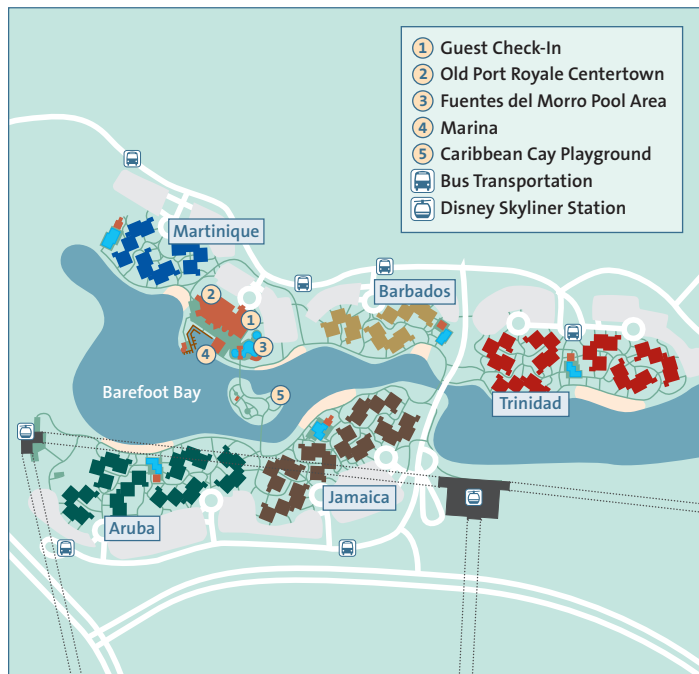 1 Guest Check-In
2 Old Port Royale Centertown
3 Fuentes del Morro Pool Area
4 Marina
5 Caribbean Cay Playground
Bus Transportation
Disney Skyliner Station
Martinique
2
1
Barbados
3
4
Barefoot Bay
5
Trinidad
Jamaica
Aruba